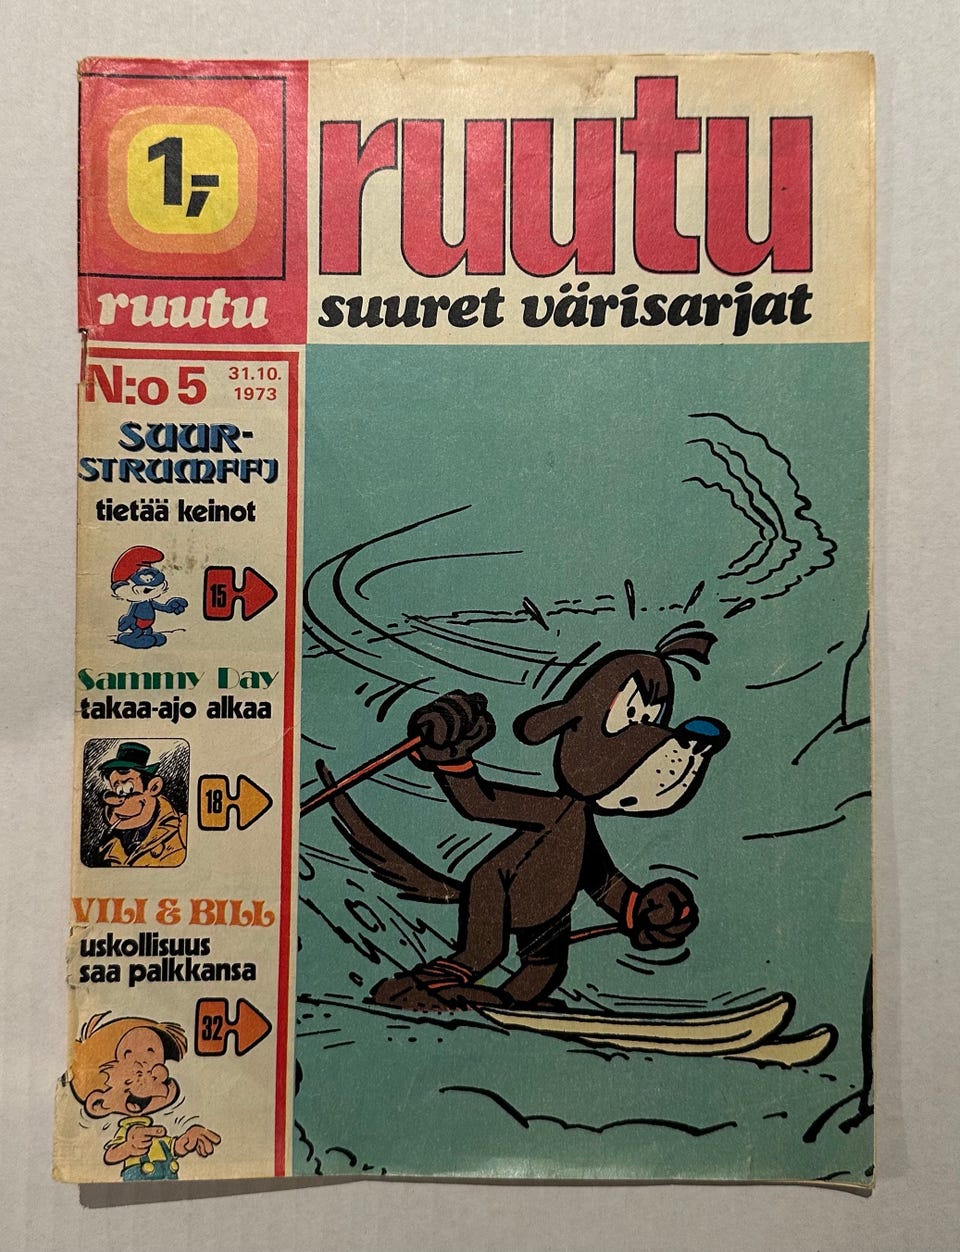 1,-
ruutu
ruutu
suuret värisarjat
N:o 5
31.10.
1973
SUUR-
STRUMFFI
tietää keinot
15
Sammy Day
takaa-ajo alkaa
18
VILI & BILL
uskollisuus
saa palkkansa
32